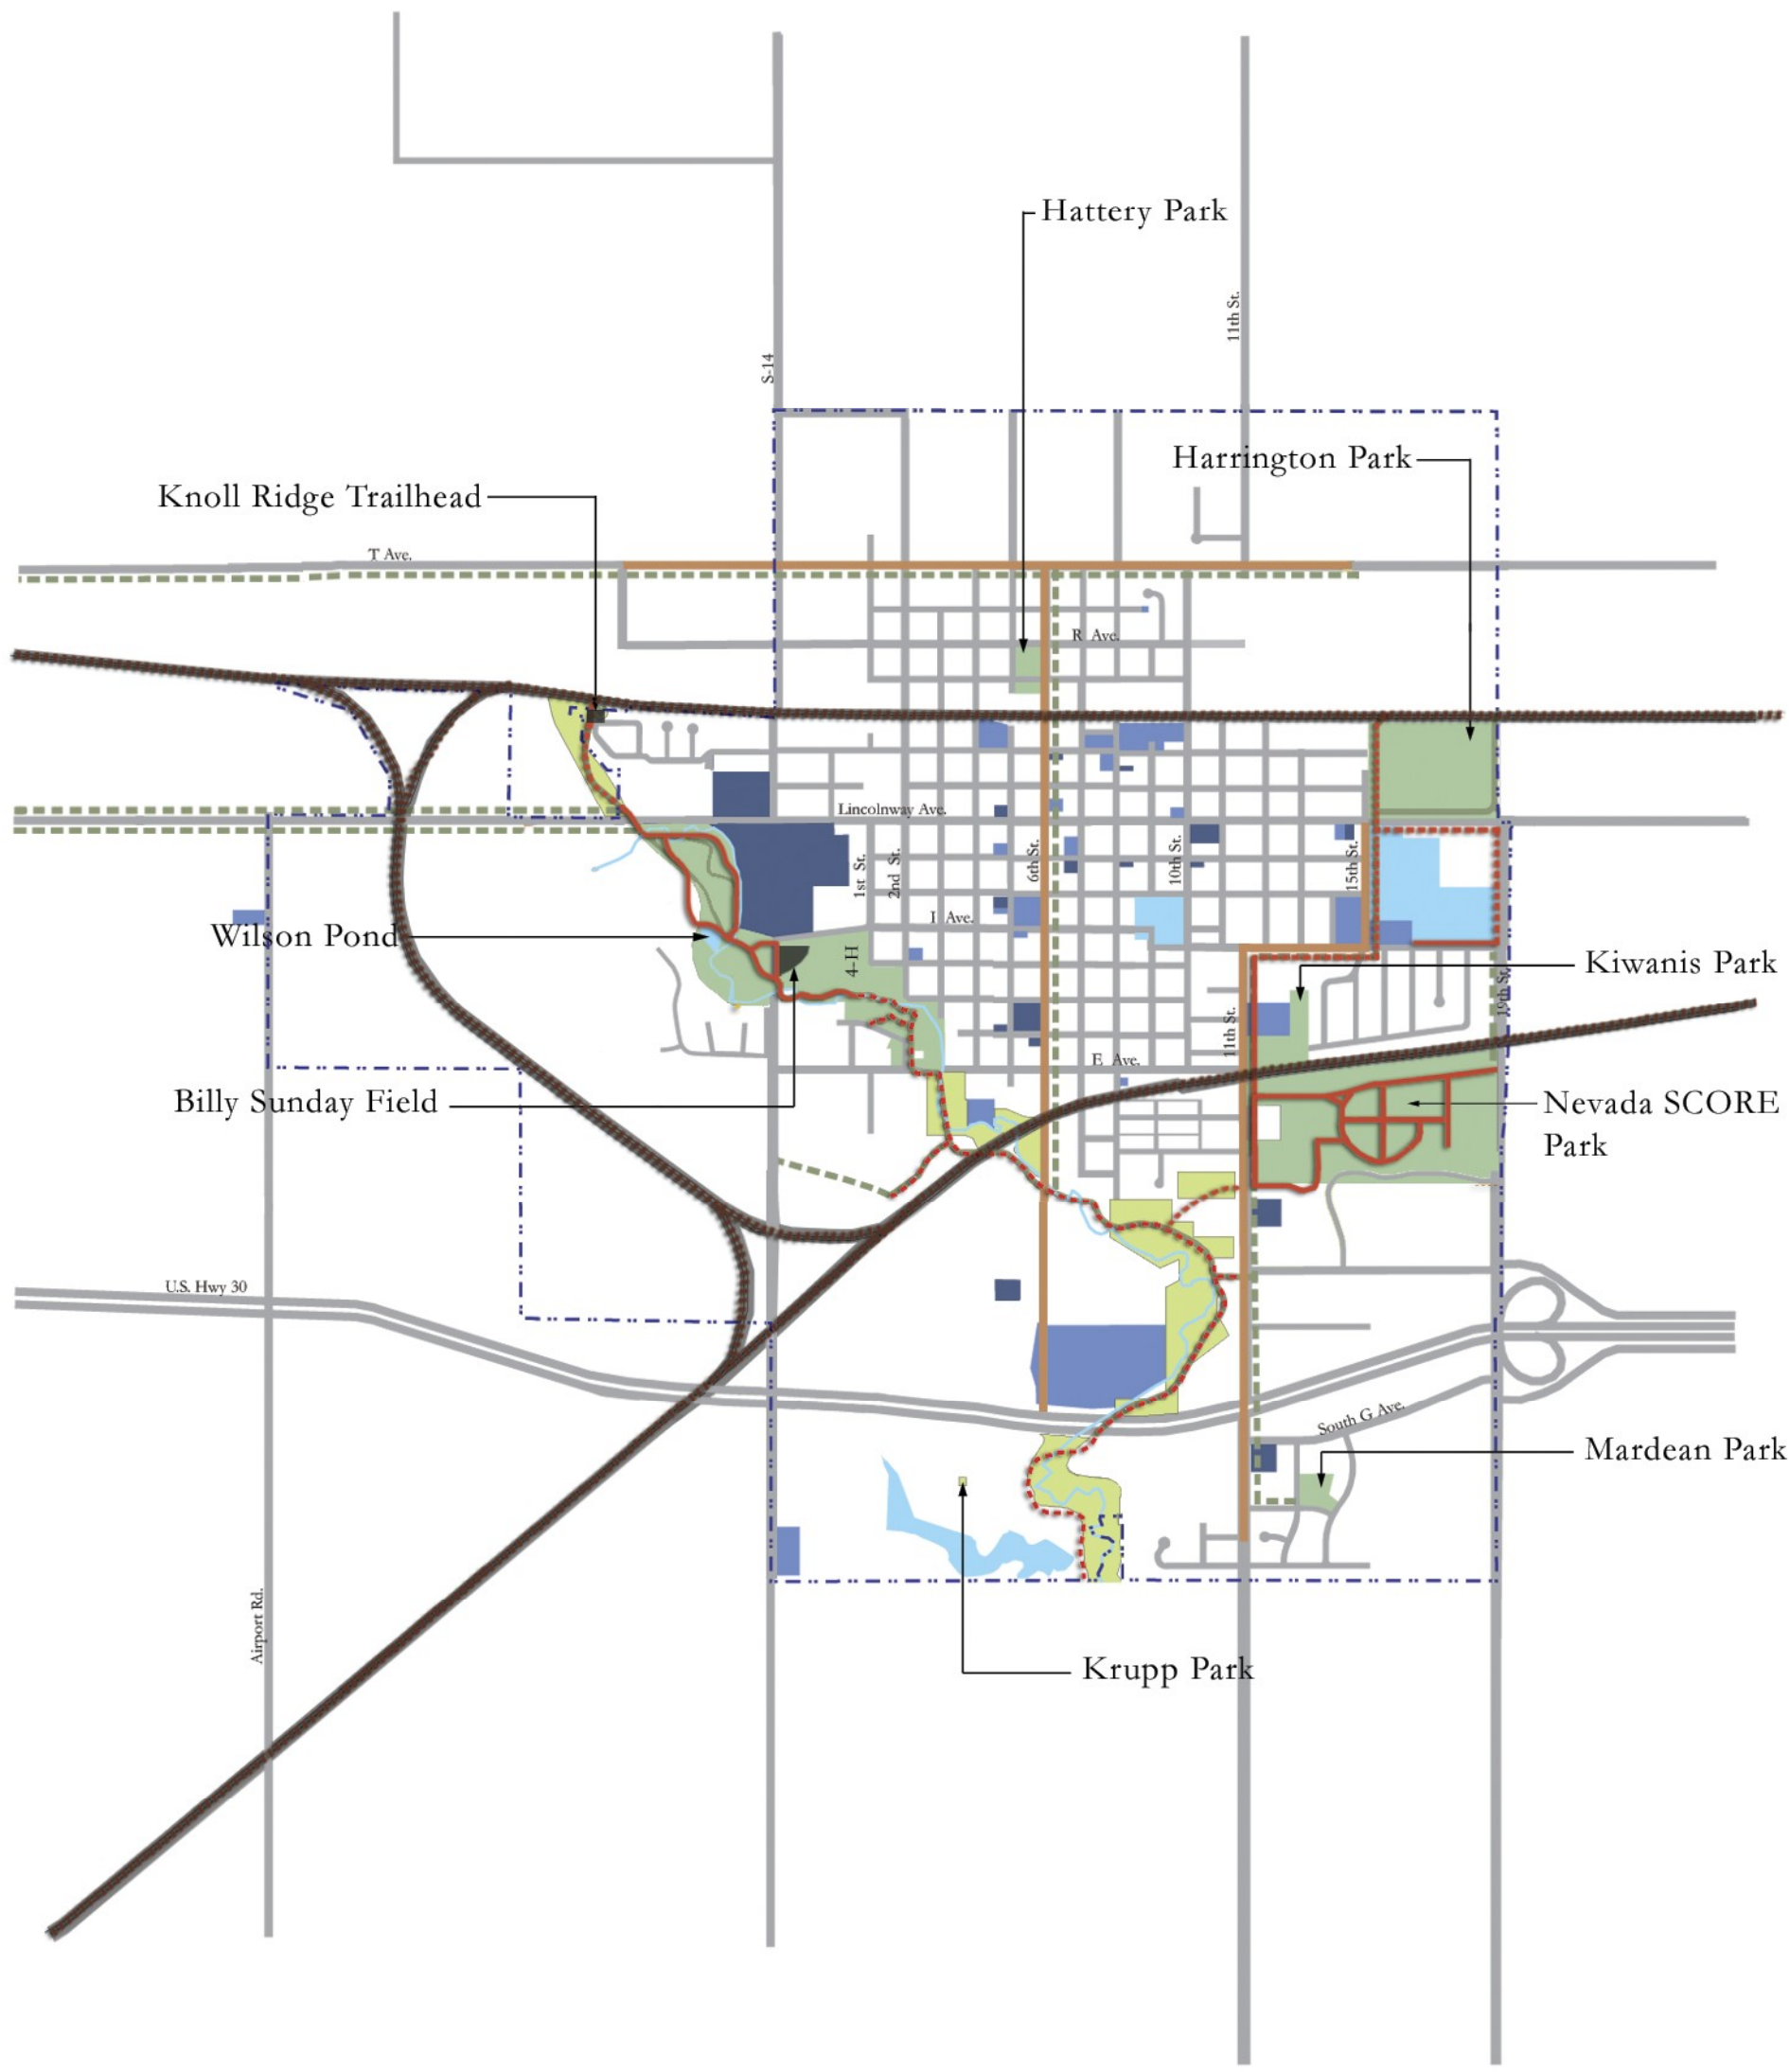 Hattery Park
11th St.
S-14
Harrington Park
Knoll Ridge Trailhead
T Ave.
R Ave.
Lincolnway Ave.
1st St.
2nd St.
6th St.
10th St.
15th St.
I Ave.
Wilson Pond
4-H
Kiwanis Park
19th St.
11th St.
E Ave.
Billy Sunday Field
Nevada SCORE
Park
U.S. Hwy 30
South G Ave.
Mardean Park
Airport Rd.
Krupp Park